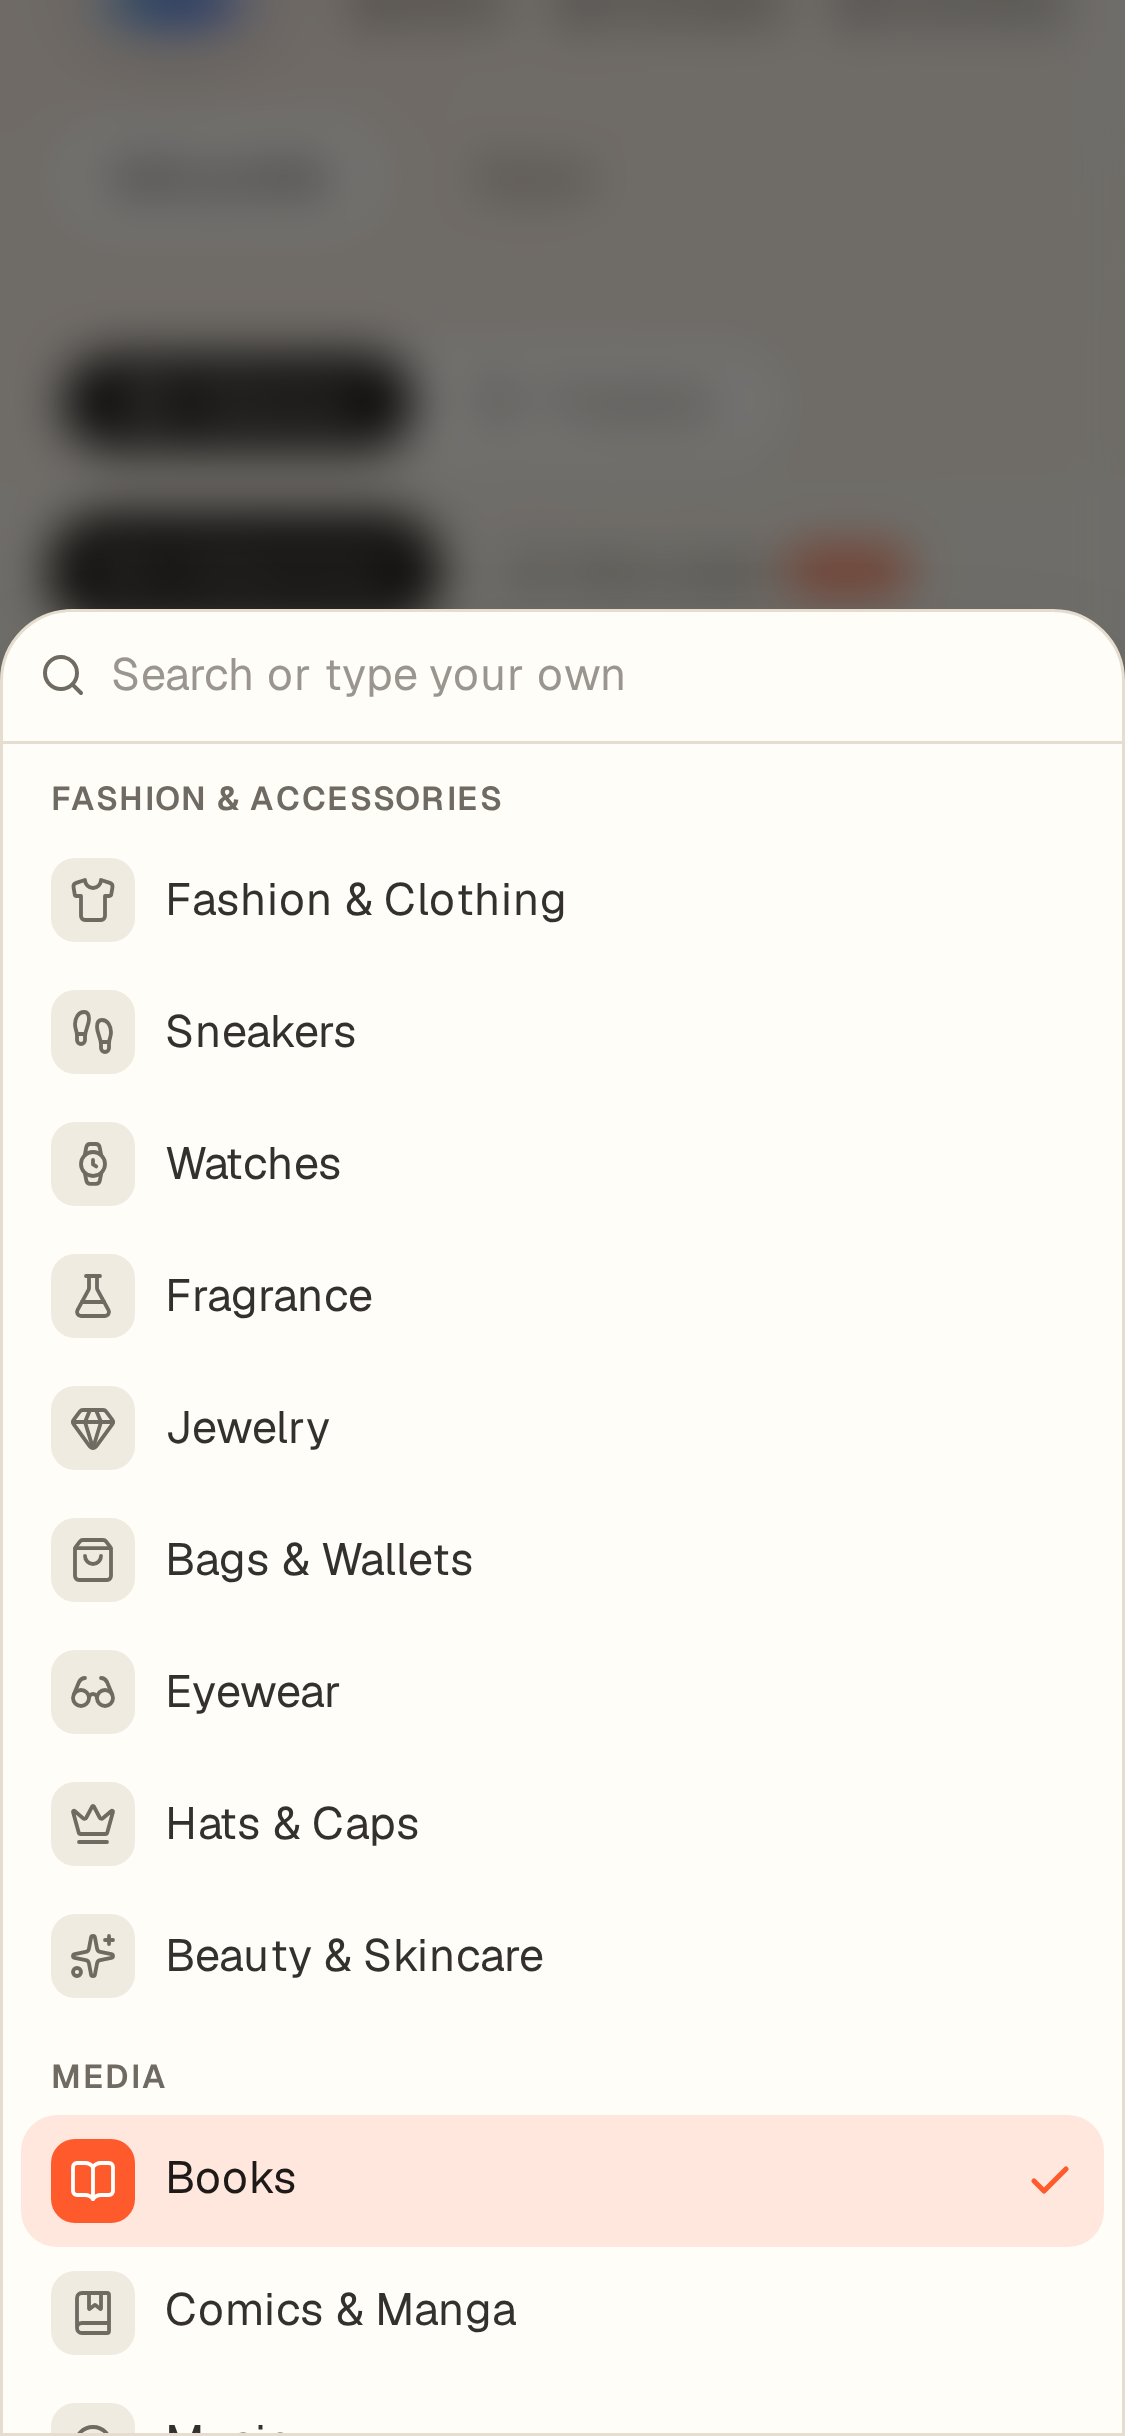 Search or type your own
FASHION & ACCESSORIES
Fashion & Clothing
Sneakers
Watches
Fragrance
Jewelry
Bags & Wallets
Eyewear
Hats & Caps
Beauty & Skincare
MEDIA
Books
Comics & Manga